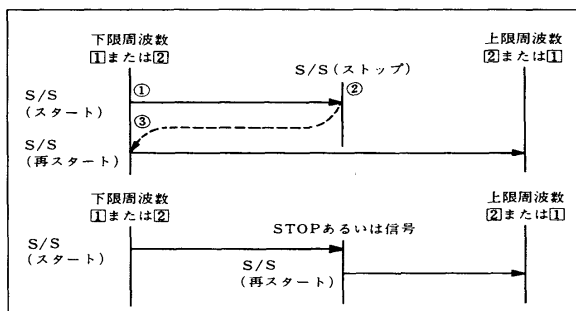 下限周波数
1または2
上限周波数
2または1
S/S(ストップ)
S/S
(スタート)
①
②
③
S/S
(再スタート)
下限周波数
1または2
上限周波数
2または1
STOPあるいは信号
S/S
(スタート)
S/S
(再スタート)